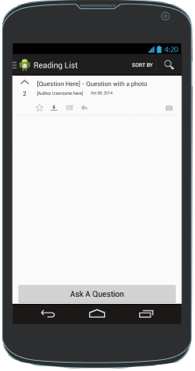 4:20
Reading List
SORT BY
[Question Here] - Question with a photo
2
[Author Username here]
Oct 08, 2014
Ask A Question